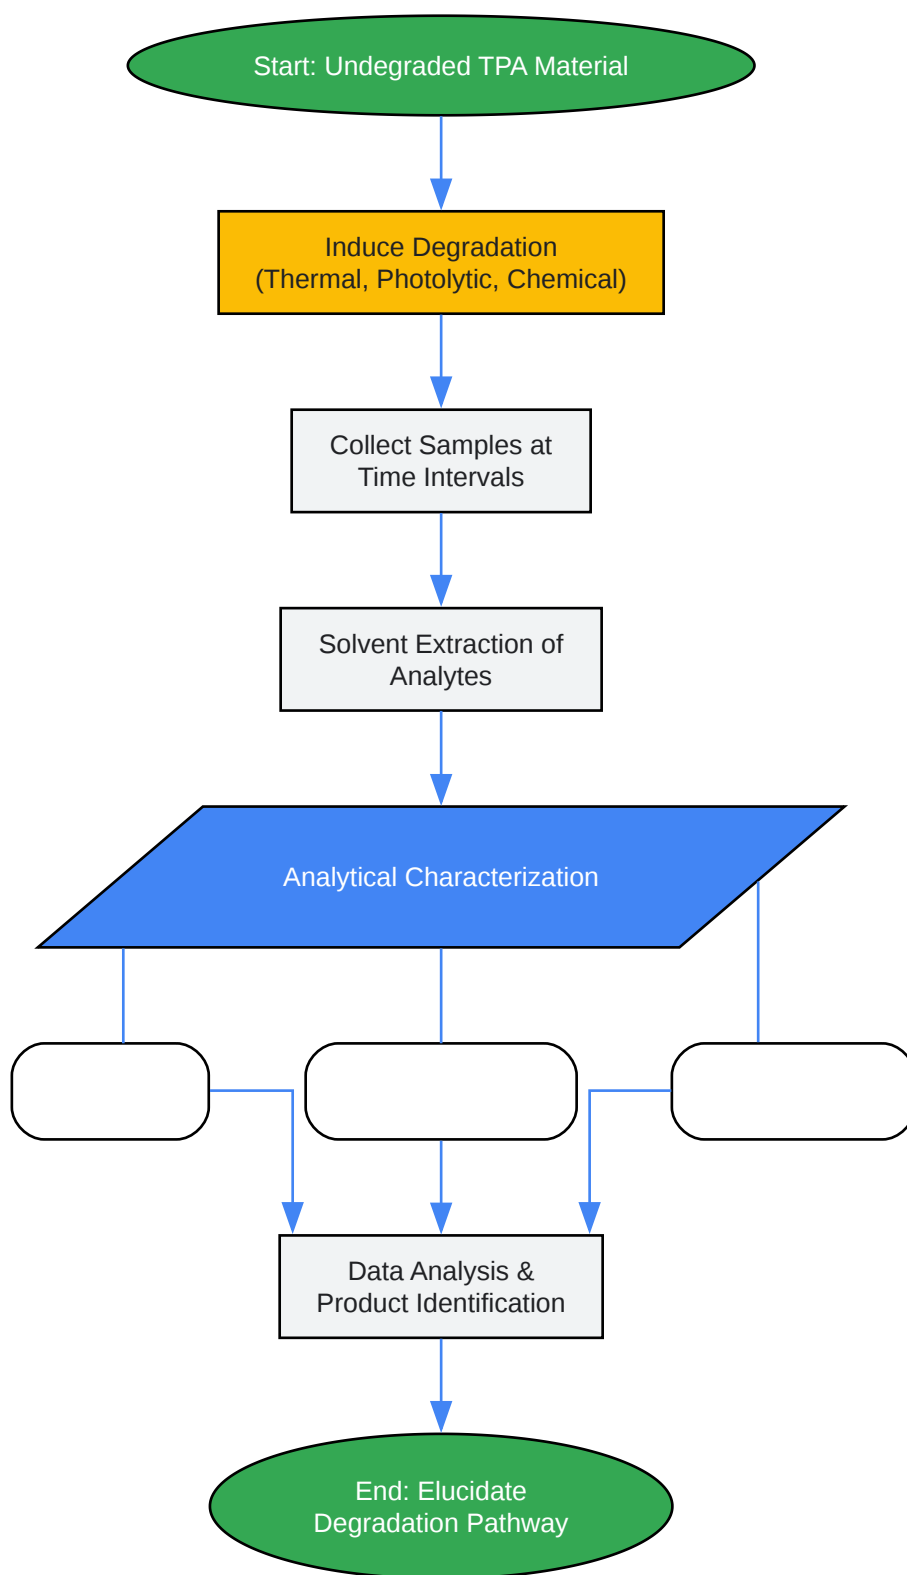 Start: Undegraded TPA Material
Induce Degradation
(Thermal, Photolytic, Chemical)
Collect Samples at
Time Intervals
Solvent Extraction of
Analytes
Analytical Characterization
Data Analysis &
Product Identification
End: Elucidate
Degradation Pathway